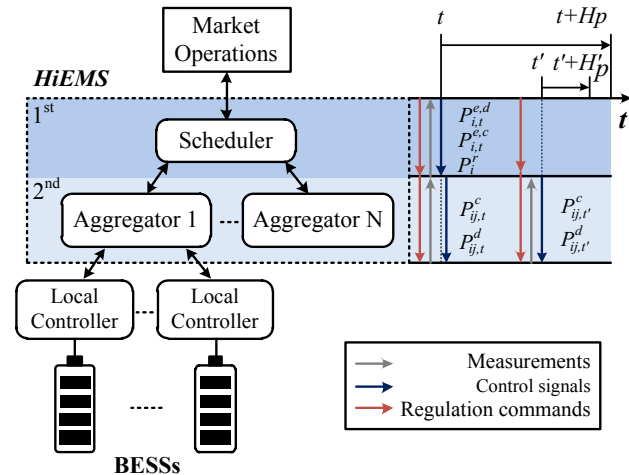 Market
Operations
HiEMS
1st
Scheduler
2nd
Aggregator 1
Aggregator N
Local
Controller
Local
Controller
BESSs
t
t+Hp
t'
t'+H'p
t
P^{e,d}_{i,t}
P^{e,c}_{i,t}
P^{r}_{i}
P^{c}_{ij,t}
P^{d}_{ij,t}
P^{c}_{ij,t'}
P^{d}_{ij,t'}
Measurements
Control signals
Regulation commands